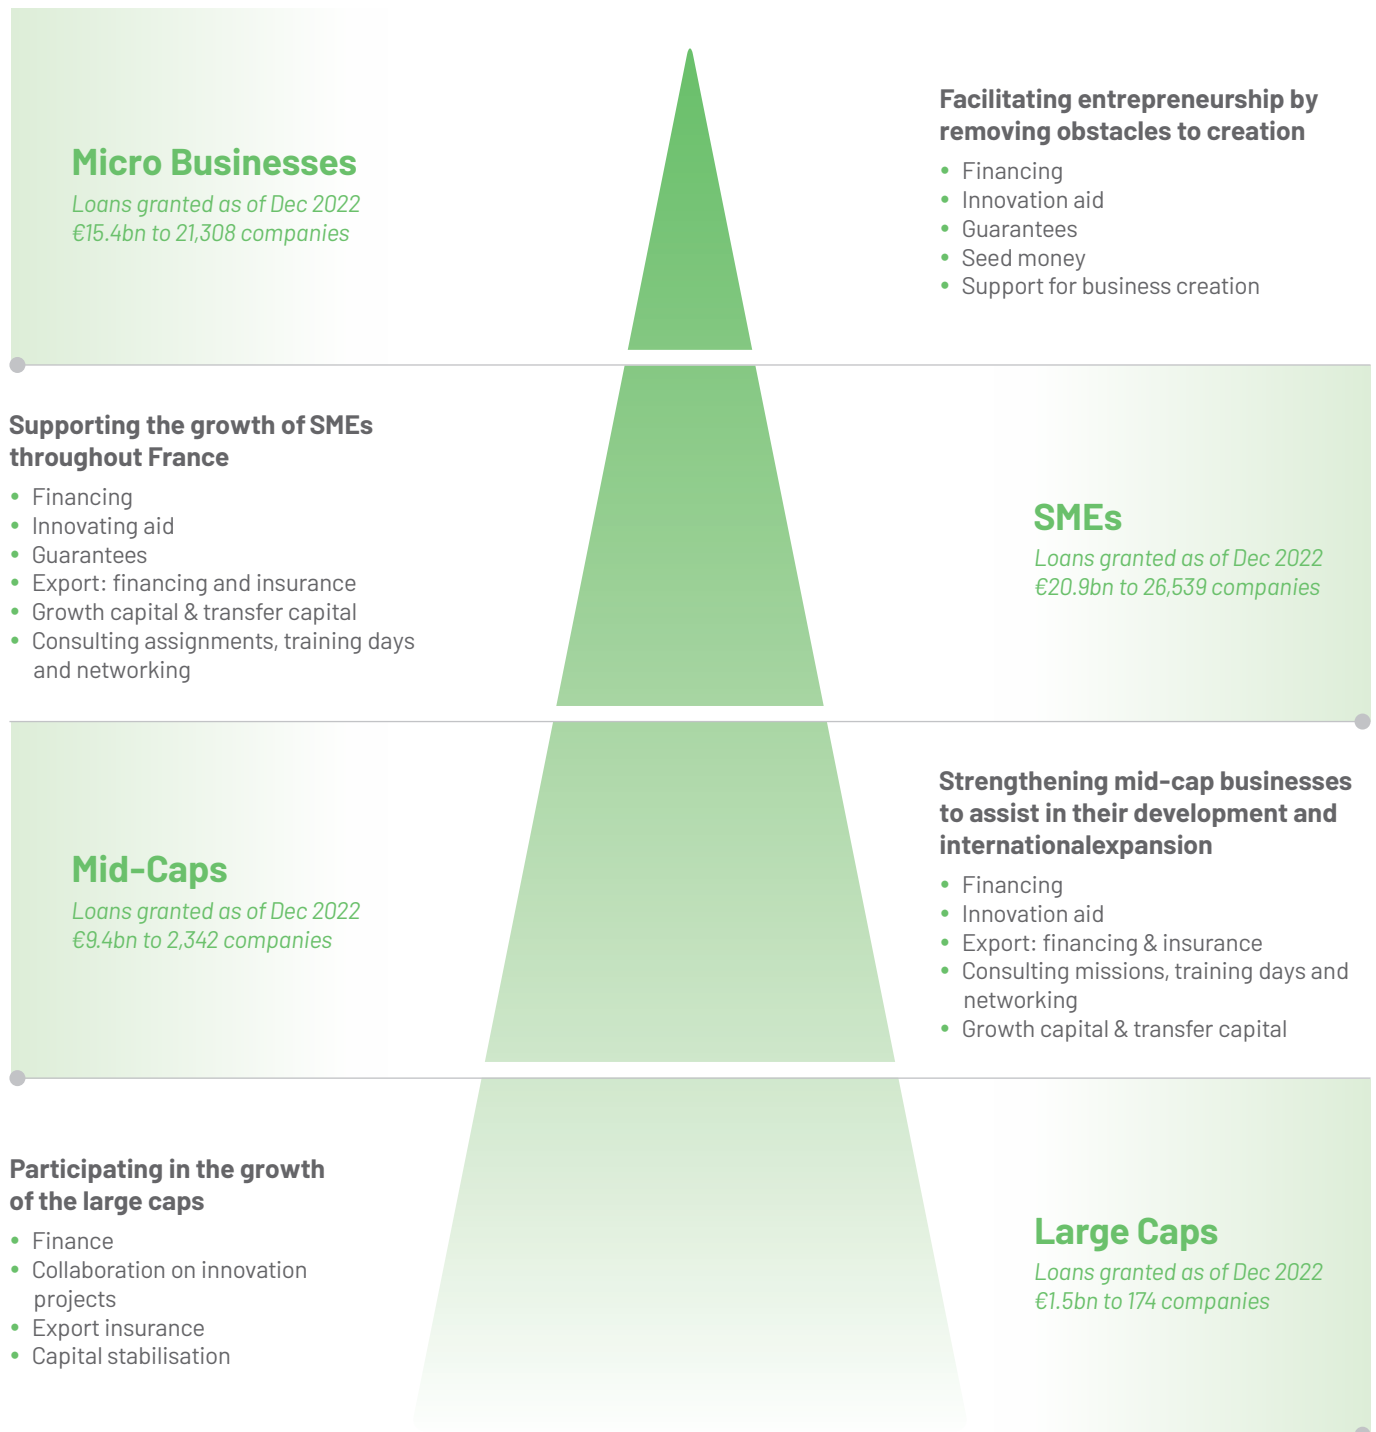 Micro Businesses
Loans granted as of Dec 2022
€15.4bn to 21,308 companies
Facilitating entrepreneurship by
removing obstacles to creation
• Financing
• Innovation aid
• Guarantees
• Seed money
• Support for business creation
Supporting the growth of SMEs
throughout France
• Financing
• Innovating aid
• Guarantees
• Export: financing and insurance
• Growth capital & transfer capital
• Consulting assignments, training days
and networking
SMEs
Loans granted as of Dec 2022
€20.9bn to 26,539 companies
Mid-Caps
Loans granted as of Dec 2022
€9.4bn to 2,342 companies
Strengthening mid-cap businesses
to assist in their development and
internationalexpansion
• Financing
• Innovation aid
• Export: financing & insurance
• Consulting missions, training days and
networking
• Growth capital & transfer capital
Participating in the growth
of the large caps
• Finance
• Collaboration on innovation
projects
• Export insurance
• Capital stabilisation
Large Caps
Loans granted as of Dec 2022
€1.5bn to 174 companies